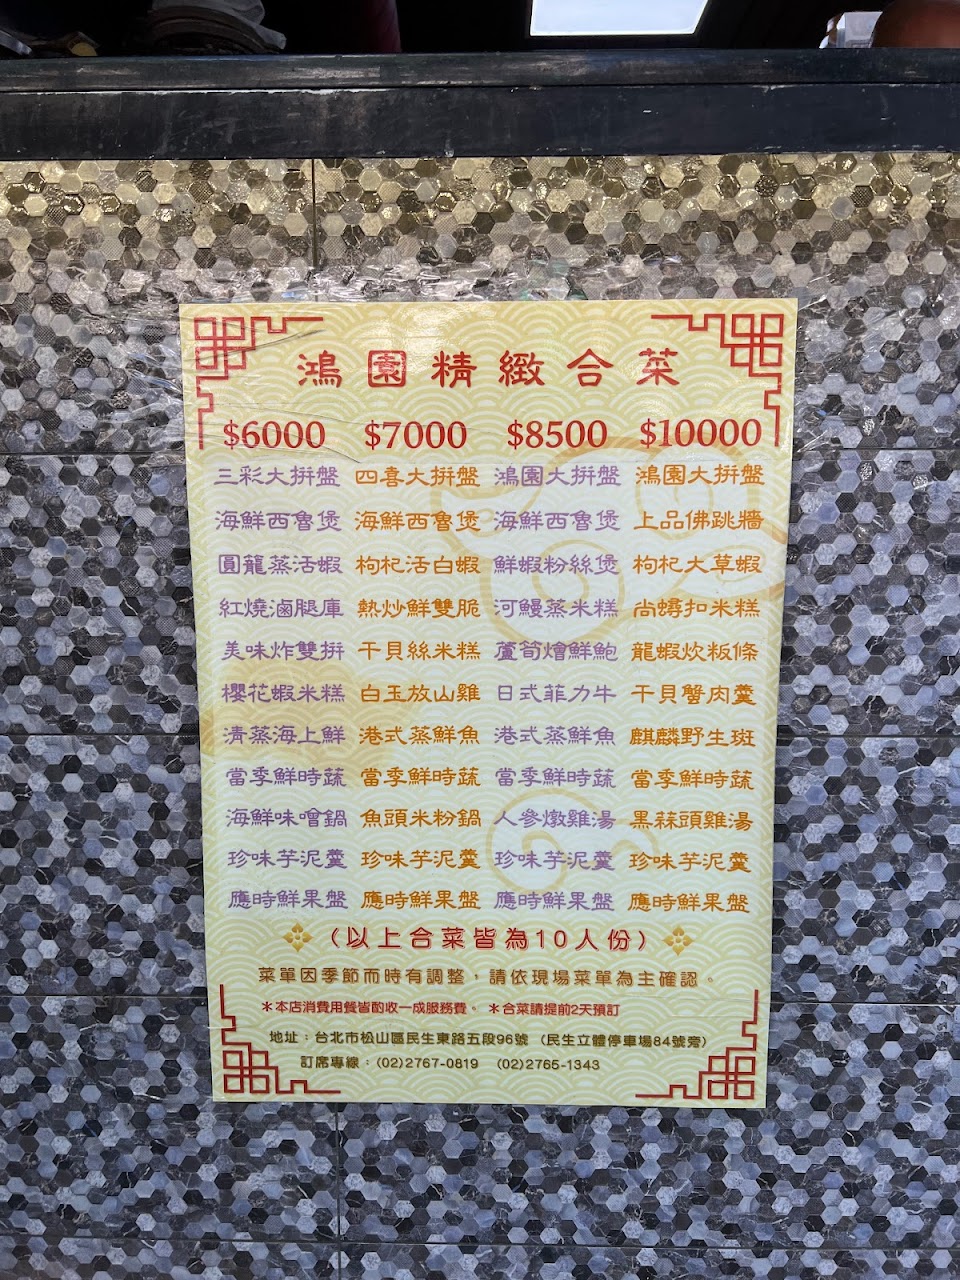 鴻園精緻合菜
$6000 $7000 $8500 $10000
三彩大拼盤 四喜大拼盤 鴻園大拼盤 鴻園大拼盤
海鮮西魯煲 海鮮西魯煲 海鮮西魯煲 上品佛跳牆
圓龍蒸活蝦 枸杞活白蝦 鮮蝦粉絲煲 枸杞大草蝦
紅燒滷腿庫 熱炒鮮雙脆 河鰻蒸米糕 尚蟳扣米糕
美味炸雙拼 干貝絲米糕 蘆筍燴鮮鮑 龍蝦炊粄條
櫻花蝦米糕 白玉放山雞 日式菲力牛 干貝蟹肉羹
清蒸海上鮮 港式蒸鮮魚 港式蒸鮮魚 麒麟野生斑
當季鮮時蔬 當季鮮時蔬 當季鮮時蔬 當季鮮時蔬
海鮮味噌鍋 魚頭米粉鍋 人參燉雞湯 黑蒜頭雞湯
珍味芋泥羹 珍味芋泥羹 珍味芋泥羹 珍味芋泥羹
應時鮮果盤 應時鮮果盤 應時鮮果盤 應時鮮果盤
(以上合菜皆為10人份)
菜單因季節而時有調整，請依現場菜單為主確認。
＊本店消費用餐皆酌收一成服務費。 ＊合菜請提前2天預訂
地址：台北市松山區民生東路五段96號 (民生立體停車場84號旁)
訂席專線：(02)2767-0819 (02)2765-1343